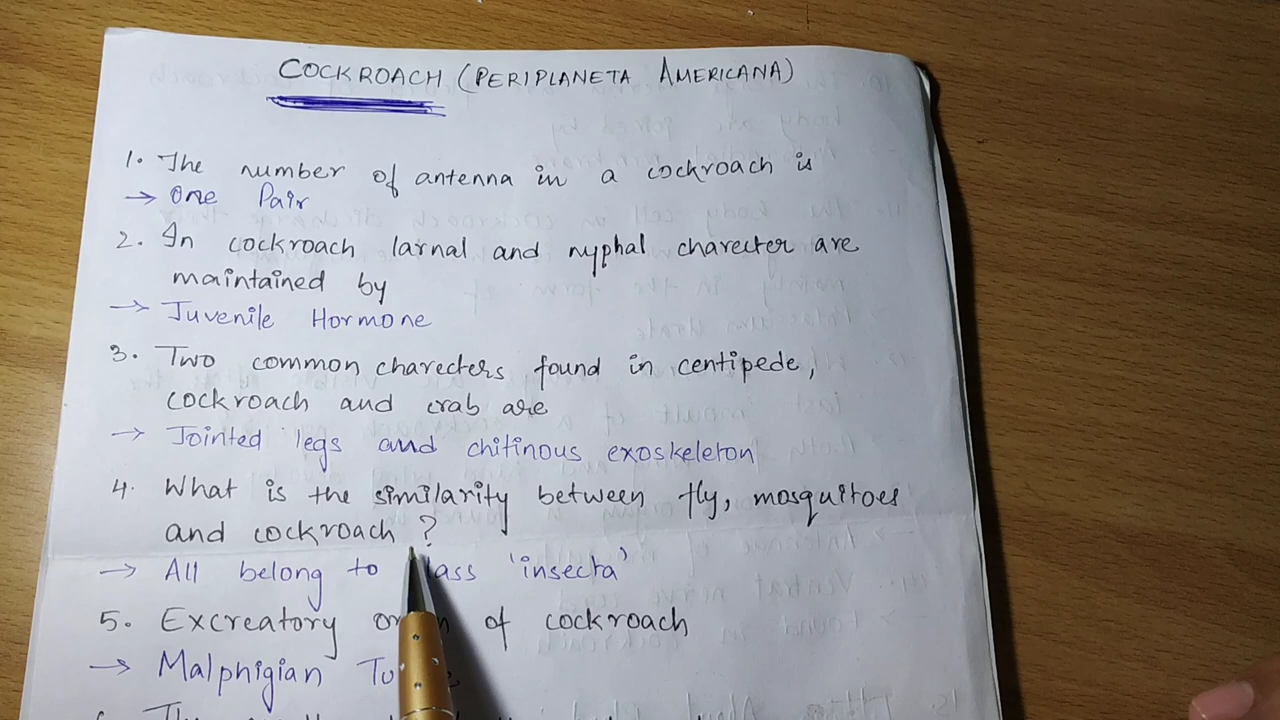 COCKROACH (PERIPLANETA AMERICANA)
1. The number of antenna in a cockroach is
→ One Pair
2. In cockroach larnal and nyphal charecter are
maintained by
→ Juvenile Hormone
3. Two common charecters found in centipede,
cockroach and crab are
→ Jointed legs and chitinous exoskeleton
4. What is the similarity between fly, mosquitoes
and cockroach ?
→ All belong to class 'insecta'
5. Excreatory of cockroach
→ Malphigian